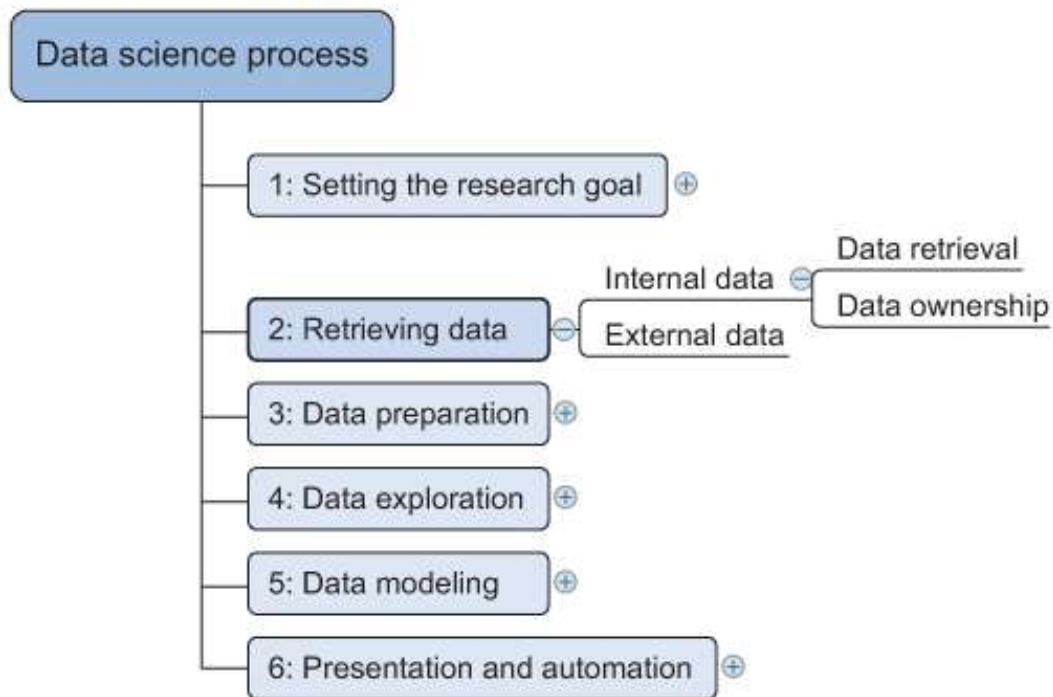 Data science process
1: Setting the research goal
2: Retrieving data
Internal data
External data
Data retrieval
Data ownership
3: Data preparation
4: Data exploration
5: Data modeling
6: Presentation and automation